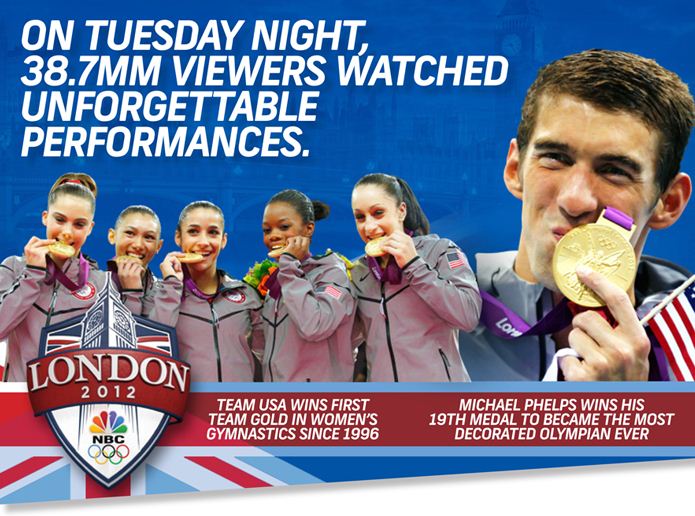 ON TUESDAY NIGHT,
38.7MM VIEWERS WATCHED
UNFORGETTABLE
PERFORMANCES.
Lon
LONDON
2012
NBC
TEAM USA WINS FIRST
TEAM GOLD IN WOMEN'S
GYMNASTICS SINCE 1996
MICHAEL PHELPS WINS HIS
19TH MEDAL TO BECAME THE MOST
DECORATED OLYMPIAN EVER